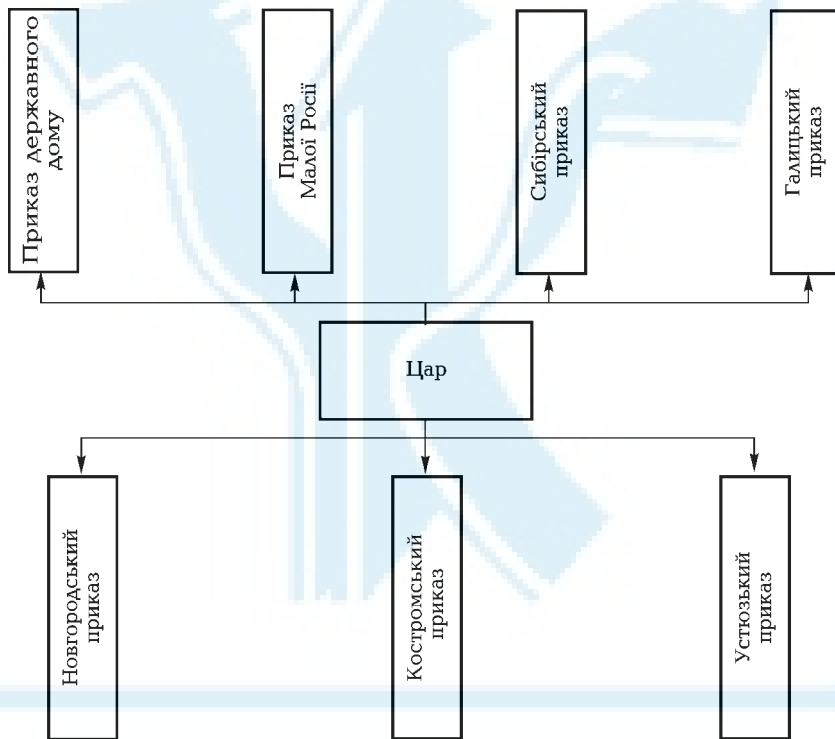 Приказ державного
дому
Приказ
Малої Росії
Сибірський
приказ
Галицький
приказ
Цар
Новгородський
приказ
Костромський
приказ
Устюзький
приказ